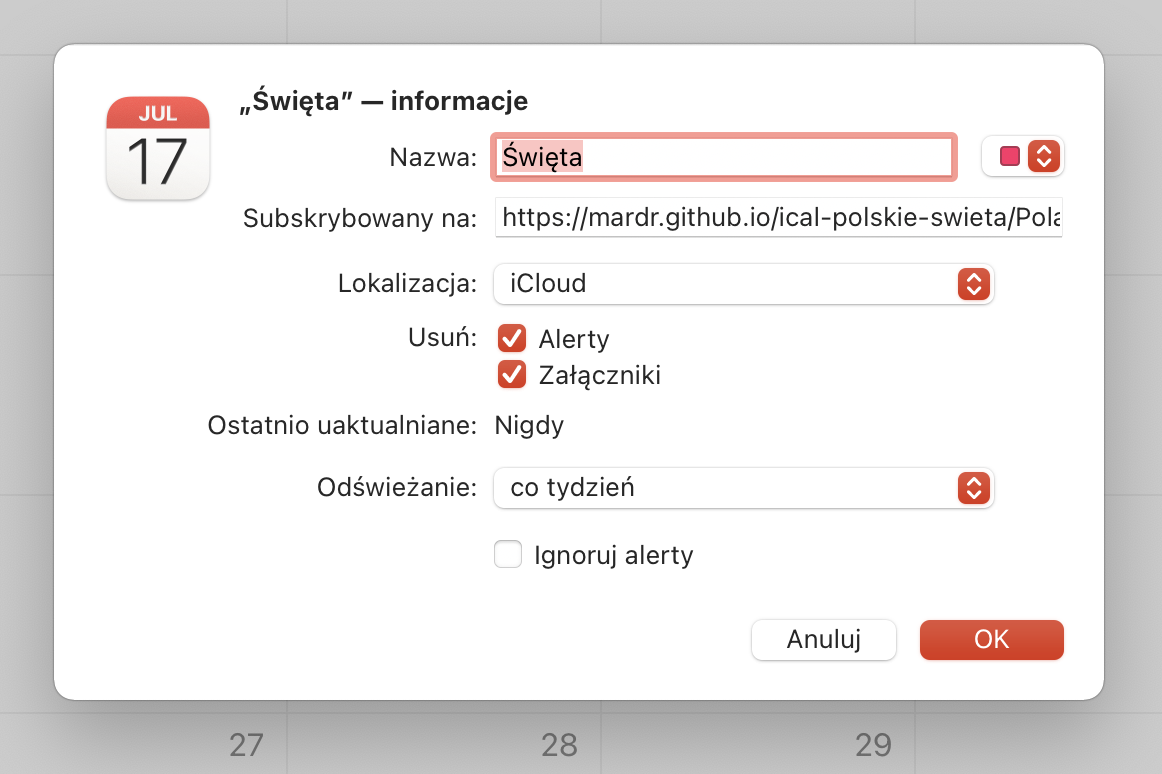 JUL
17
„Święta” — informacje
Nazwa: Święta
Subskrybowany na: https://mardr.github.io/ical-polskie-swieta/Pola
Lokalizacja: iCloud
Usuń: Alerty
Załączniki
Ostatnio uaktualniane: Nigdy
Odświeżanie: co tydzień
Ignoruj alerty
Anuluj OK
27 28 29